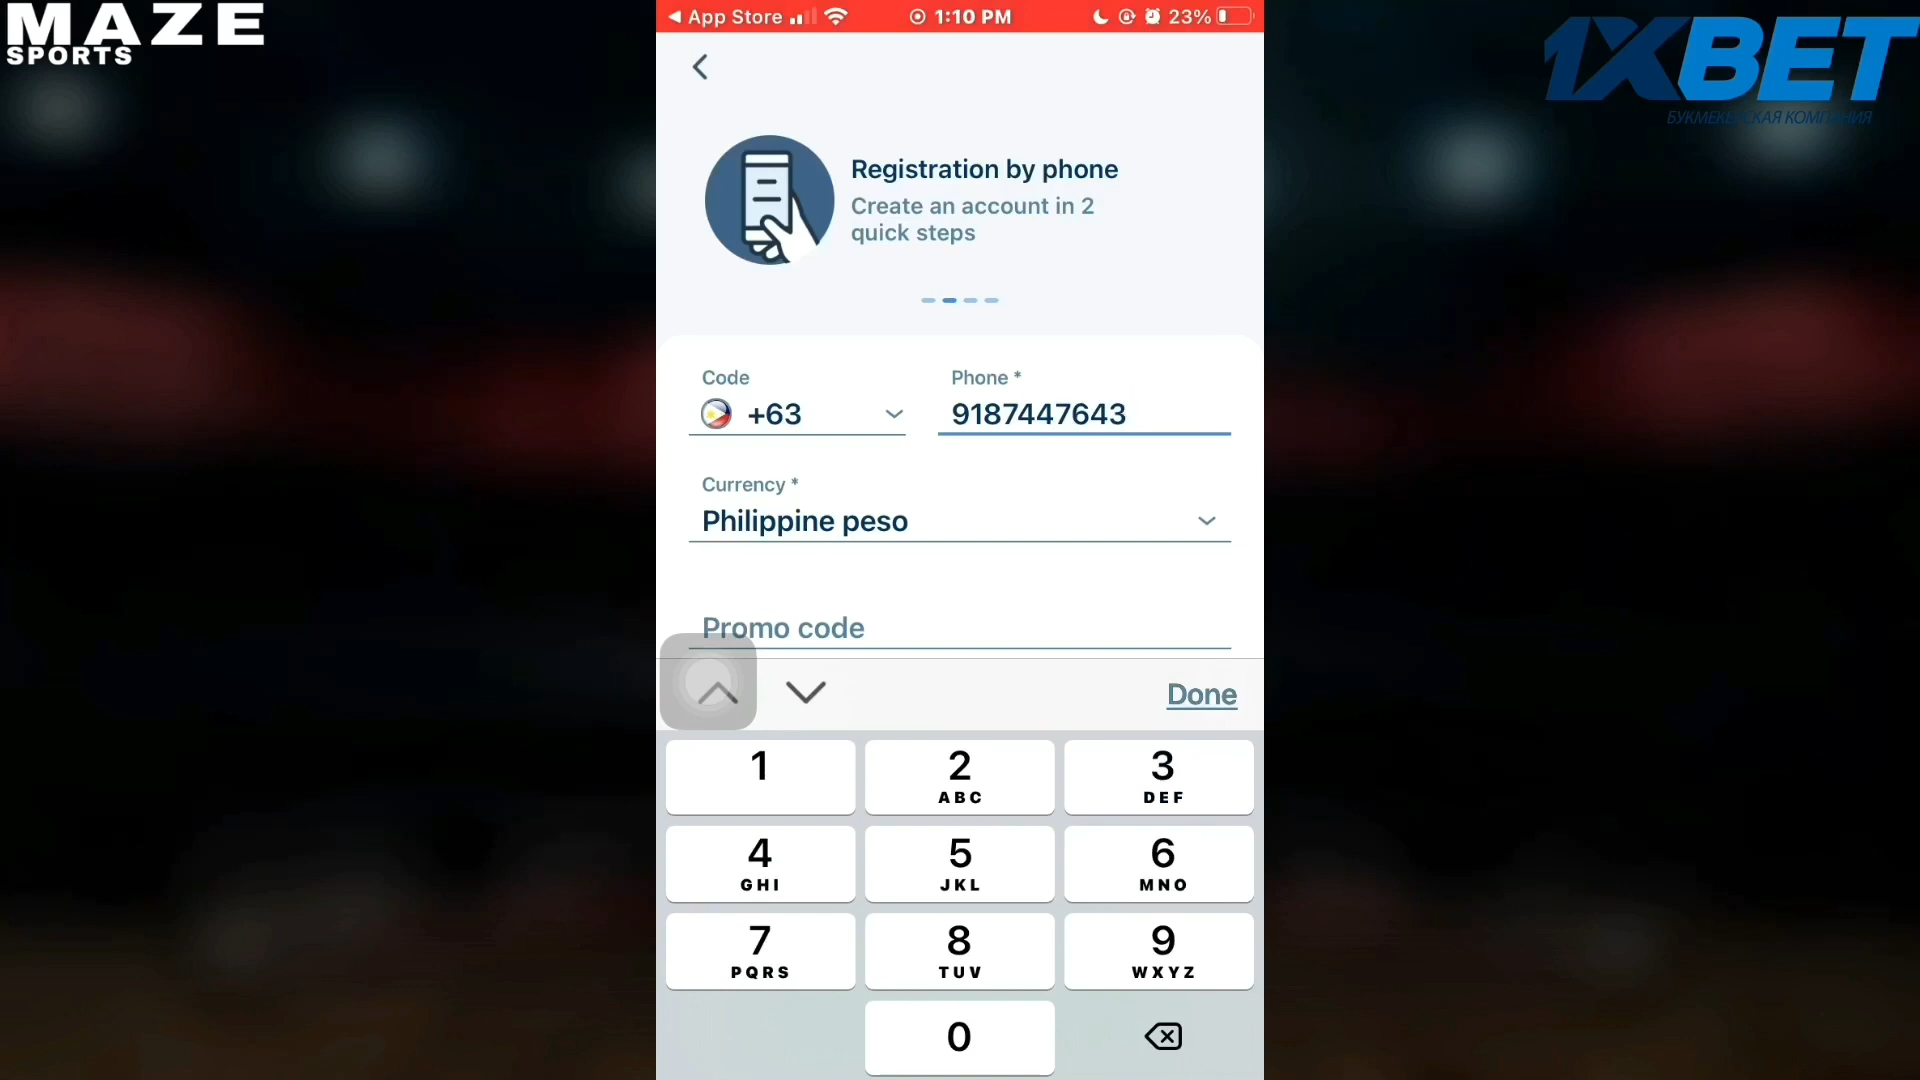 MAZE
SPORTS
1XBET
БУКМЕКЕРСКАЯ КОМПАНИЯ
App Store
1:10 PM
23%
Registration by phone
Create an account in 2
quick steps
Code
Phone *
+63
9187447643
Currency *
Philippine peso
Promo code
Done
1
2
3
ABC
DEF
4
5
6
GHI
JKL
MNO
7
8
9
PQRS
TUV
WXYZ
0